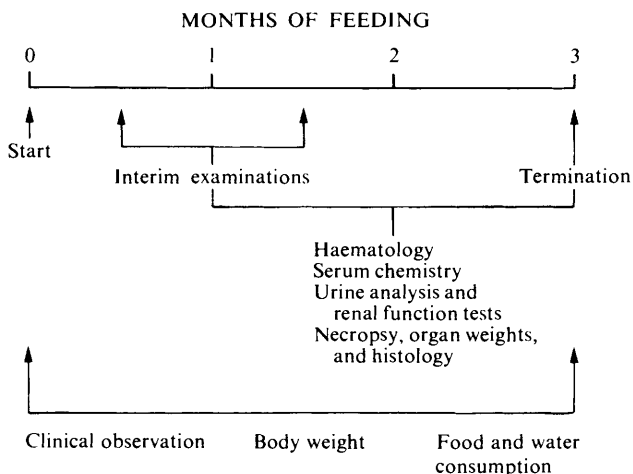 MONTHS OF FEEDING
0 1 2 3
Start
Interim examinations
Termination
Haematology
Serum chemistry
Urine analysis and
renal function tests
Necropsy, organ weights,
and histology
Clinical observation Body weight Food and water
consumption